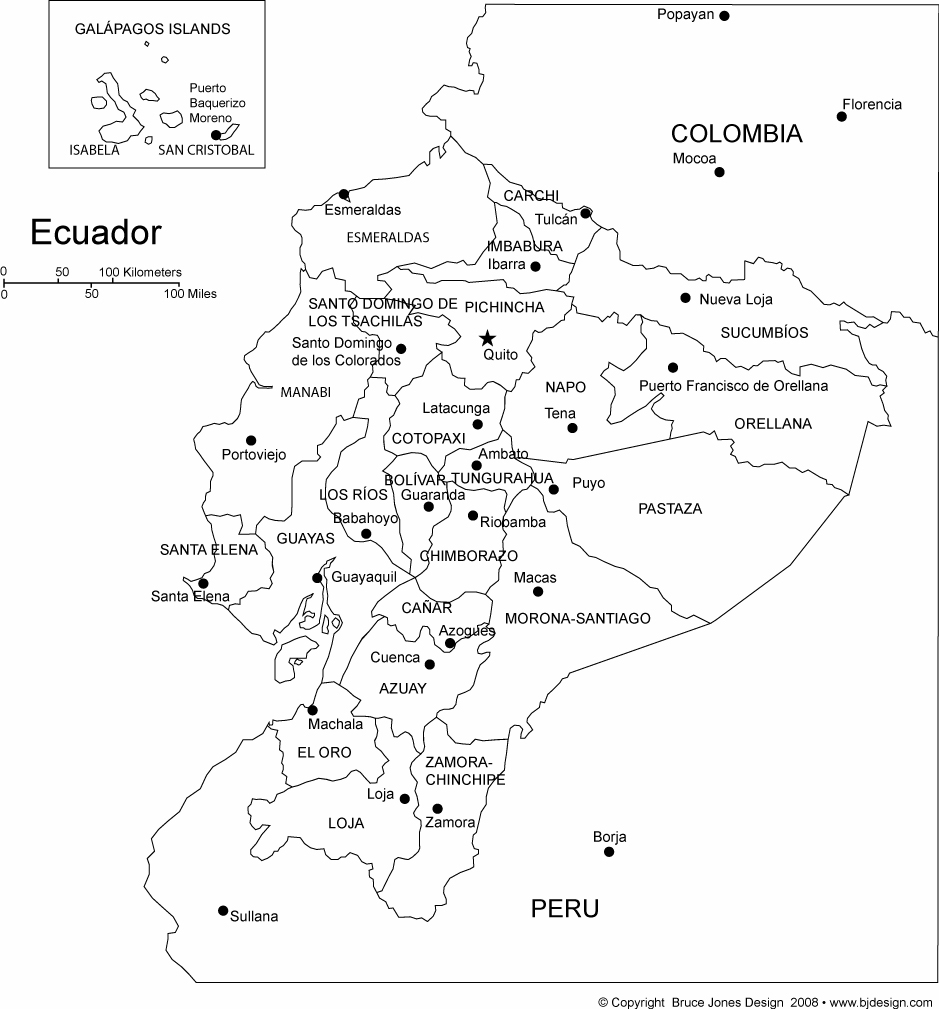 GALÁPAGOS ISLANDS
Puerto
Baquerizo
Moreno
ISABELA
SAN CRISTOBAL
Popayan
Florencia
COLOMBIA
Mocoa
Ecuador
0 50 100 Kilometers
0 50 100 Miles
CARCHI
Esmeraldas
Tulcán
ESMERALDAS
IMBABURA
Ibarra
SANTO DOMINGO DE
LOS TSACHILAS
PICHINCHA
Nueva Loja
SUCUMBÍOS
Santo Domingo
de los Colorados
Quito
MANABI
NAPO
Puerto Francisco de Orellana
Latacunga
Tena
ORELLANA
COTOPAXI
Portoviejo
Ambato
BOLÍVAR
TUNGURAHUA
Puyo
LOS RÍOS
Guaranda
PASTAZA
Babahoyo
Riobamba
GUAYAS
SANTA ELENA
CHIMBORAZO
Guayaquil
Macas
Santa Elena
CAÑAR
MORONA-SANTIAGO
Azogues
Cuenca
AZUAY
Machala
EL ORO
ZAMORA-
CHINCHIPE
Loja
LOJA
Zamora
Borja
PERU
Sullana
© Copyright Bruce Jones Design 2008 • www.bjdesign.com